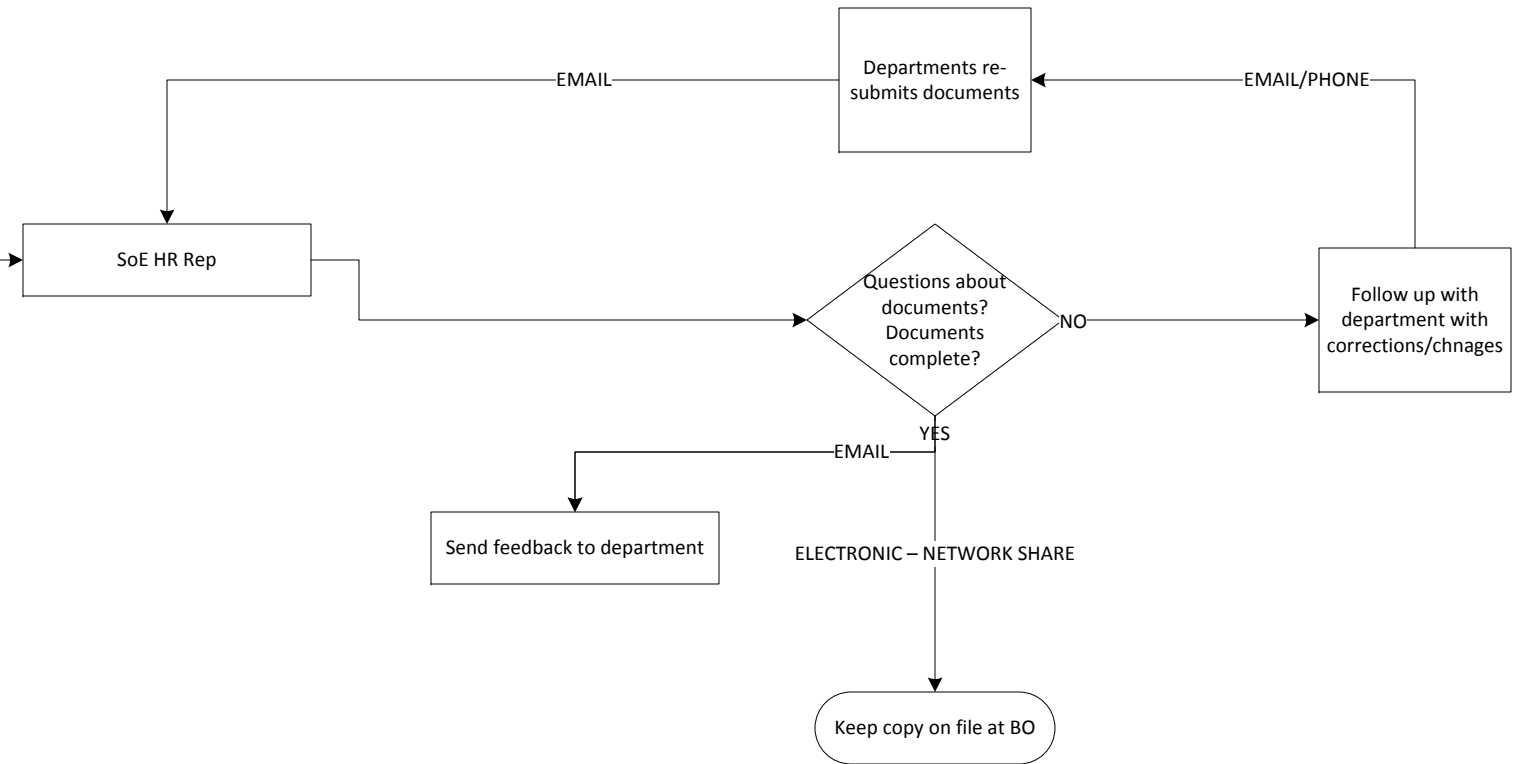 Departments re-
submits documents
EMAIL
EMAIL/PHONE
SoE HR Rep
Questions about
documents?
Documents
complete?
NO
Follow up with
department with
corrections/chnages
YES
EMAIL
Send feedback to department
ELECTRONIC – NETWORK SHARE
Keep copy on file at BO